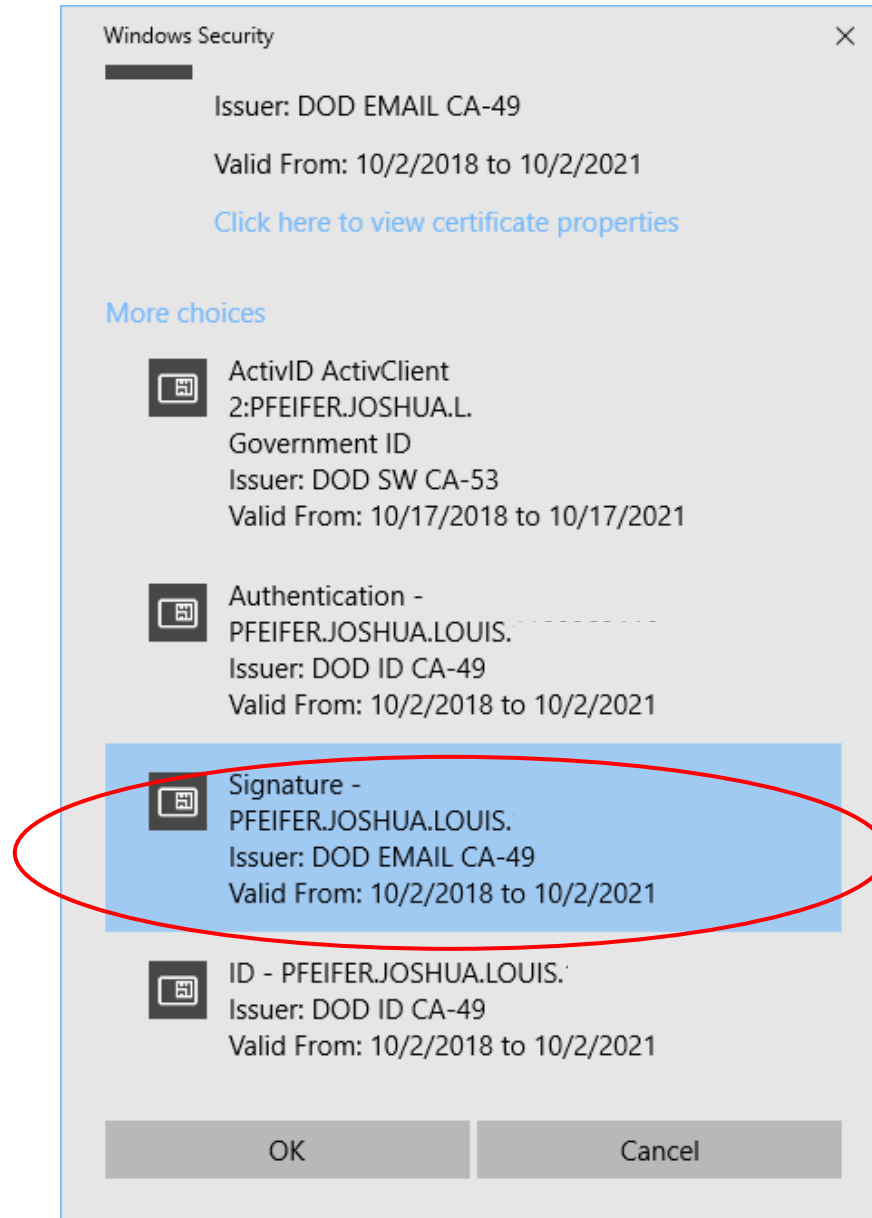 Windows Security
Issuer: DOD EMAIL CA-49
Valid From: 10/2/2018 to 10/2/2021
Click here to view certificate properties
More choices
ActivID ActivClient
2:PFEIFER.JOSHUA.L.
Government ID
Issuer: DOD SW CA-53
Valid From: 10/17/2018 to 10/17/2021
Authentication -
PFEIFER.JOSHUA.LOUIS.
Issuer: DOD ID CA-49
Valid From: 10/2/2018 to 10/2/2021
Signature -
PFEIFER.JOSHUA.LOUIS.
Issuer: DOD EMAIL CA-49
Valid From: 10/2/2018 to 10/2/2021
ID - PFEIFER.JOSHUA.LOUIS.
Issuer: DOD ID CA-49
Valid From: 10/2/2018 to 10/2/2021
OK
Cancel